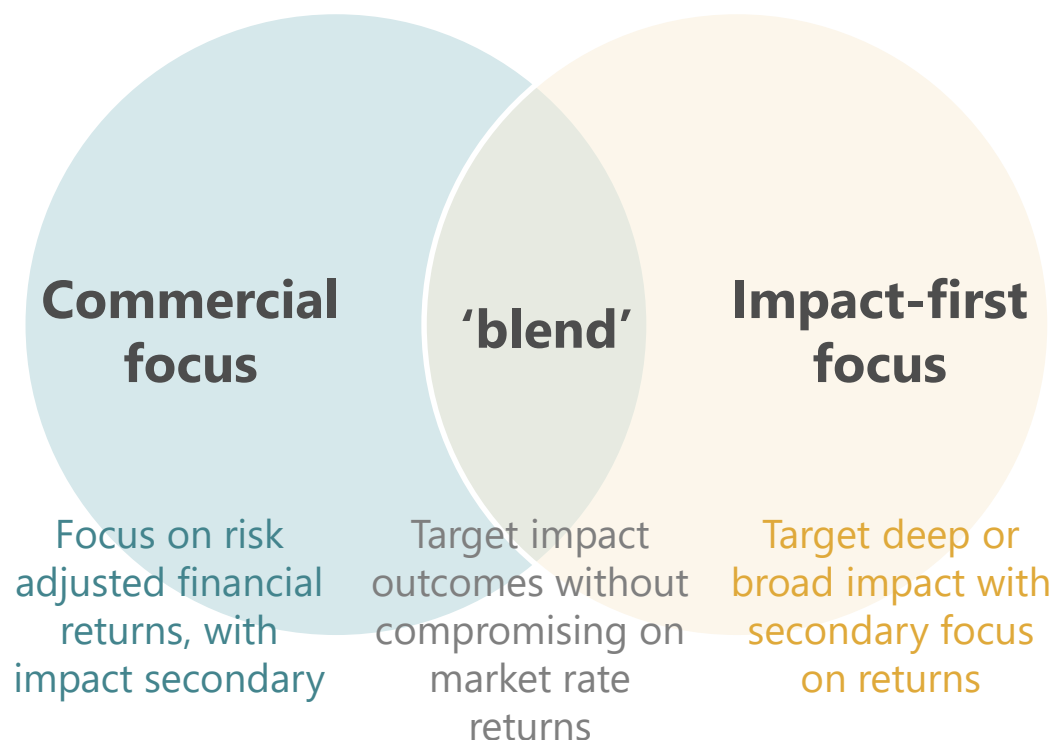 Commercial
focus
‘blend’
Impact-first
focus
Focus on risk
adjusted financial
returns, with
impact secondary
Target impact
outcomes without
compromising on
market rate
returns
Target deep or
broad impact with
secondary focus
on returns